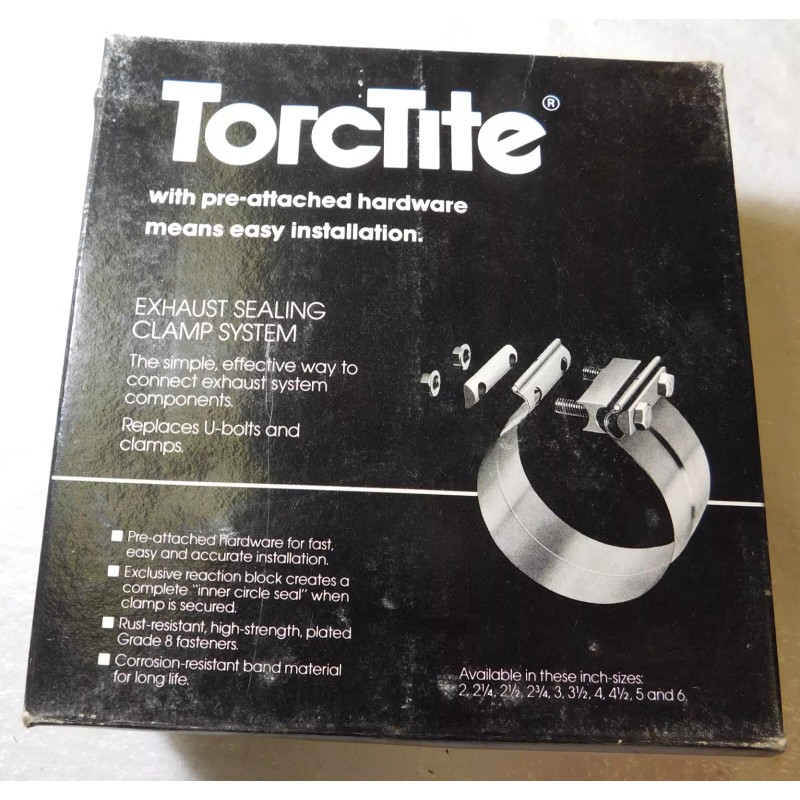 TorcTite®
with pre-attached hardware
means easy installation.
EXHAUST SEALING
CLAMP SYSTEM
The simple, effective way to
connect exhaust system
components.
Replaces U-bolts and
clamps.
Pre-attached hardware for fast,
easy and accurate installation.
Exclusive reaction block creates a
complete "inner circle seal" when
clamp is secured.
Rust-resistant, high-strength, plated
Grade 8 fasteners.
Corrosion-resistant band material
for long life.
Available in these inch-sizes:
2, 2¼, 2½, 2¾, 3, 3½, 4, 4½, 5 and 6.